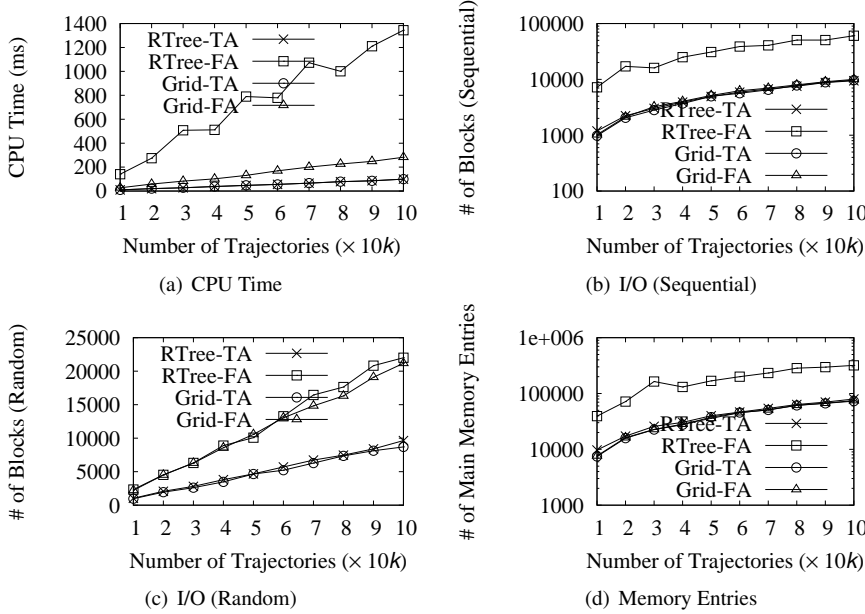 CPU Time (ms)
1400
1200
1000
800
600
400
200
0
RTree-TA
RTree-FA
Grid-TA
Grid-FA
1 2 3 4 5 6 7 8 9 10
Number of Trajectories (× 10k)
(a) CPU Time
# of Blocks (Sequential)
100000
10000
1000
100
RTree-TA
RTree-FA
Grid-TA
Grid-FA
1 2 3 4 5 6 7 8 9 10
Number of Trajectories (× 10k)
(b) I/O (Sequential)
# of Blocks (Random)
25000
20000
15000
10000
5000
0
RTree-TA
RTree-FA
Grid-TA
Grid-FA
1 2 3 4 5 6 7 8 9 10
Number of Trajectories (× 10k)
(c) I/O (Random)
# of Main Memory Entries
1e+006
100000
10000
1000
RTree-TA
RTree-FA
Grid-TA
Grid-FA
1 2 3 4 5 6 7 8 9 10
Number of Trajectories (× 10k)
(d) Memory Entries